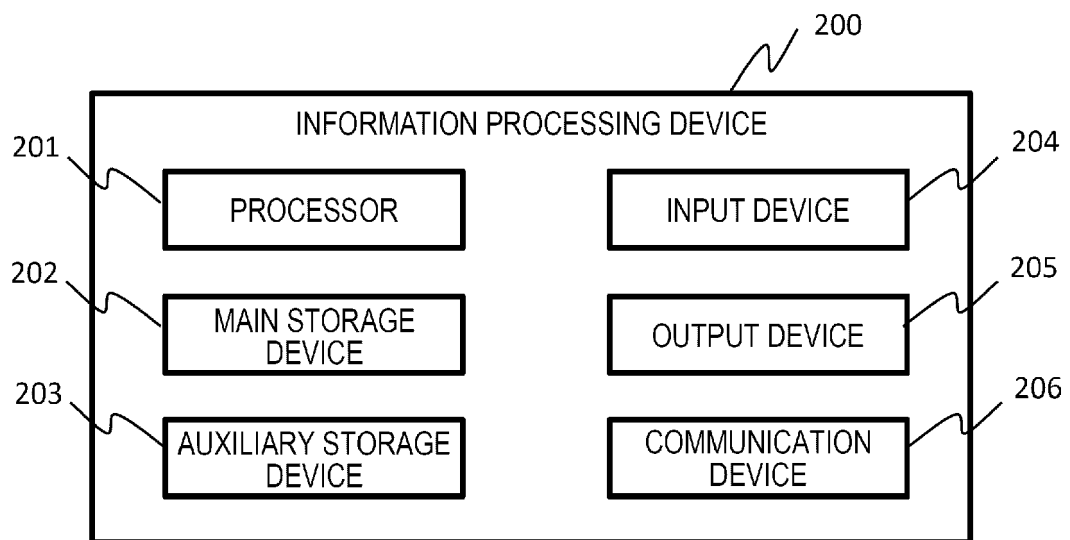 200
INFORMATION PROCESSING DEVICE
201
PROCESSOR
204
INPUT DEVICE
202
MAIN STORAGE
DEVICE
205
OUTPUT DEVICE
203
AUXILIARY STORAGE
DEVICE
206
COMMUNICATION
DEVICE